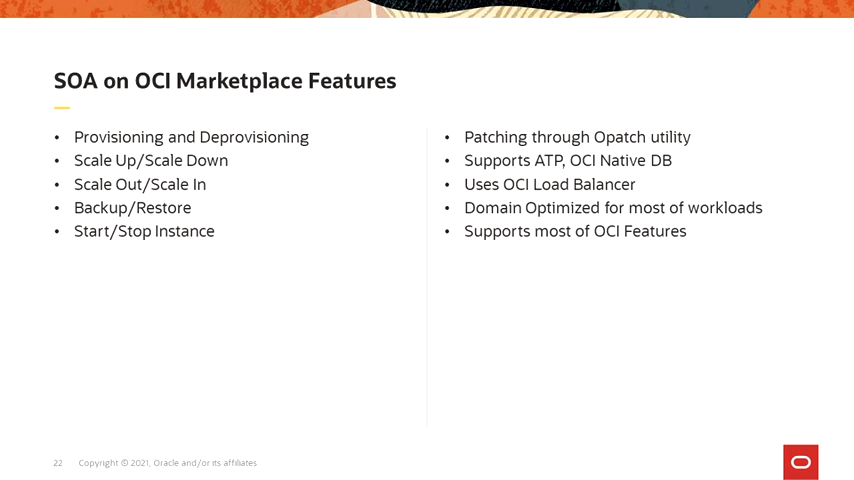 SOA on OCI Marketplace Features
• Provisioning and Deprovisioning
• Scale Up/Scale Down
• Scale Out/Scale In
• Backup/Restore
• Start/Stop Instance
• Patching through Opatch utility
• Supports ATP, OCI Native DB
• Uses OCI Load Balancer
• Domain Optimized for most of workloads
• Supports most of OCI Features
22 Copyright © 2021, Oracle and/or its affiliates